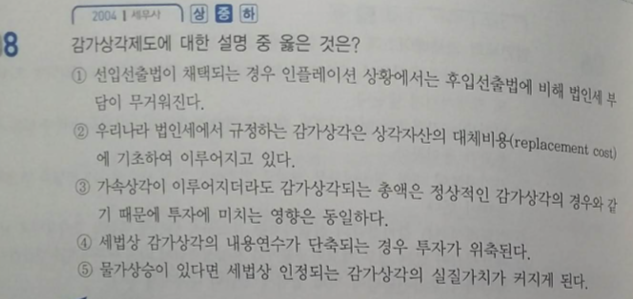 2004 | 세무사 상 중 하
8 감가상각제도에 대한 설명 중 옳은 것은?
① 선입선출법이 채택되는 경우 인플레이션 상황에서는 후입선출법에 비해 법인세 부
담이 무거워진다.
② 우리나라 법인세에서 규정하는 감가상각은 상각자산의 대체비용(replacement cost)
에 기초하여 이루어지고 있다.
③ 가속상각이 이루어지더라도 감가상각되는 총액은 정상적인 감가상각의 경우와 같
기 때문에 투자에 미치는 영향은 동일하다.
④ 세법상 감가상각의 내용연수가 단축되는 경우 투자가 위축된다.
⑤ 물가상승이 있다면 세법상 인정되는 감가상각의 실질가치가 커지게 된다.